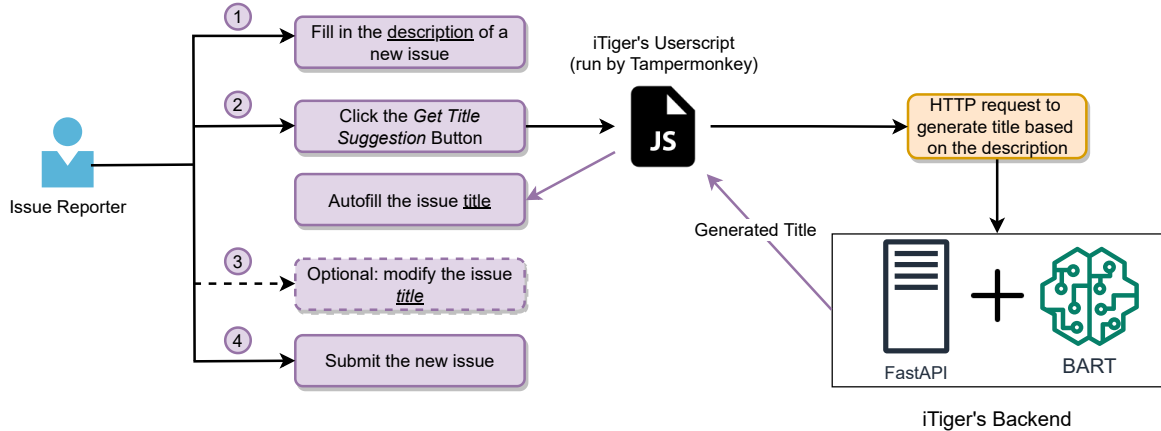 1
Fill in the description of a
new issue
2
Click the Get Title
Suggestion Button
Autofill the issue title
3
Optional: modify the issue
title
4
Submit the new issue
Issue Reporter
iTiger's Userscript
(run by Tampermonkey)
JS
HTTP request to
generate title based
on the description
Generated Title
FastAPI
BART
iTiger's Backend